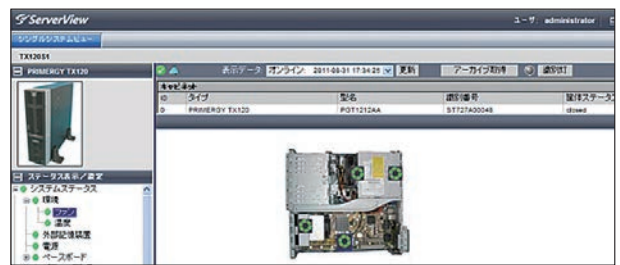 ServerView
ユーザ: administrator
シングルシステムビュー
TX120S1
PRIMERGY TX120
表示データ: オンライン: 2011-08-31 17:34:25 更新 アーカイブ取得 識別灯
キャビネット
ID タイプ 型名 識別番号 筐体ステータス
0 PRIMERGY TX120 PGT1212AA closed
ステータス表示／設定
システムステータス
環境
ファン
温度
外部記憶装置
電源
ベースボード